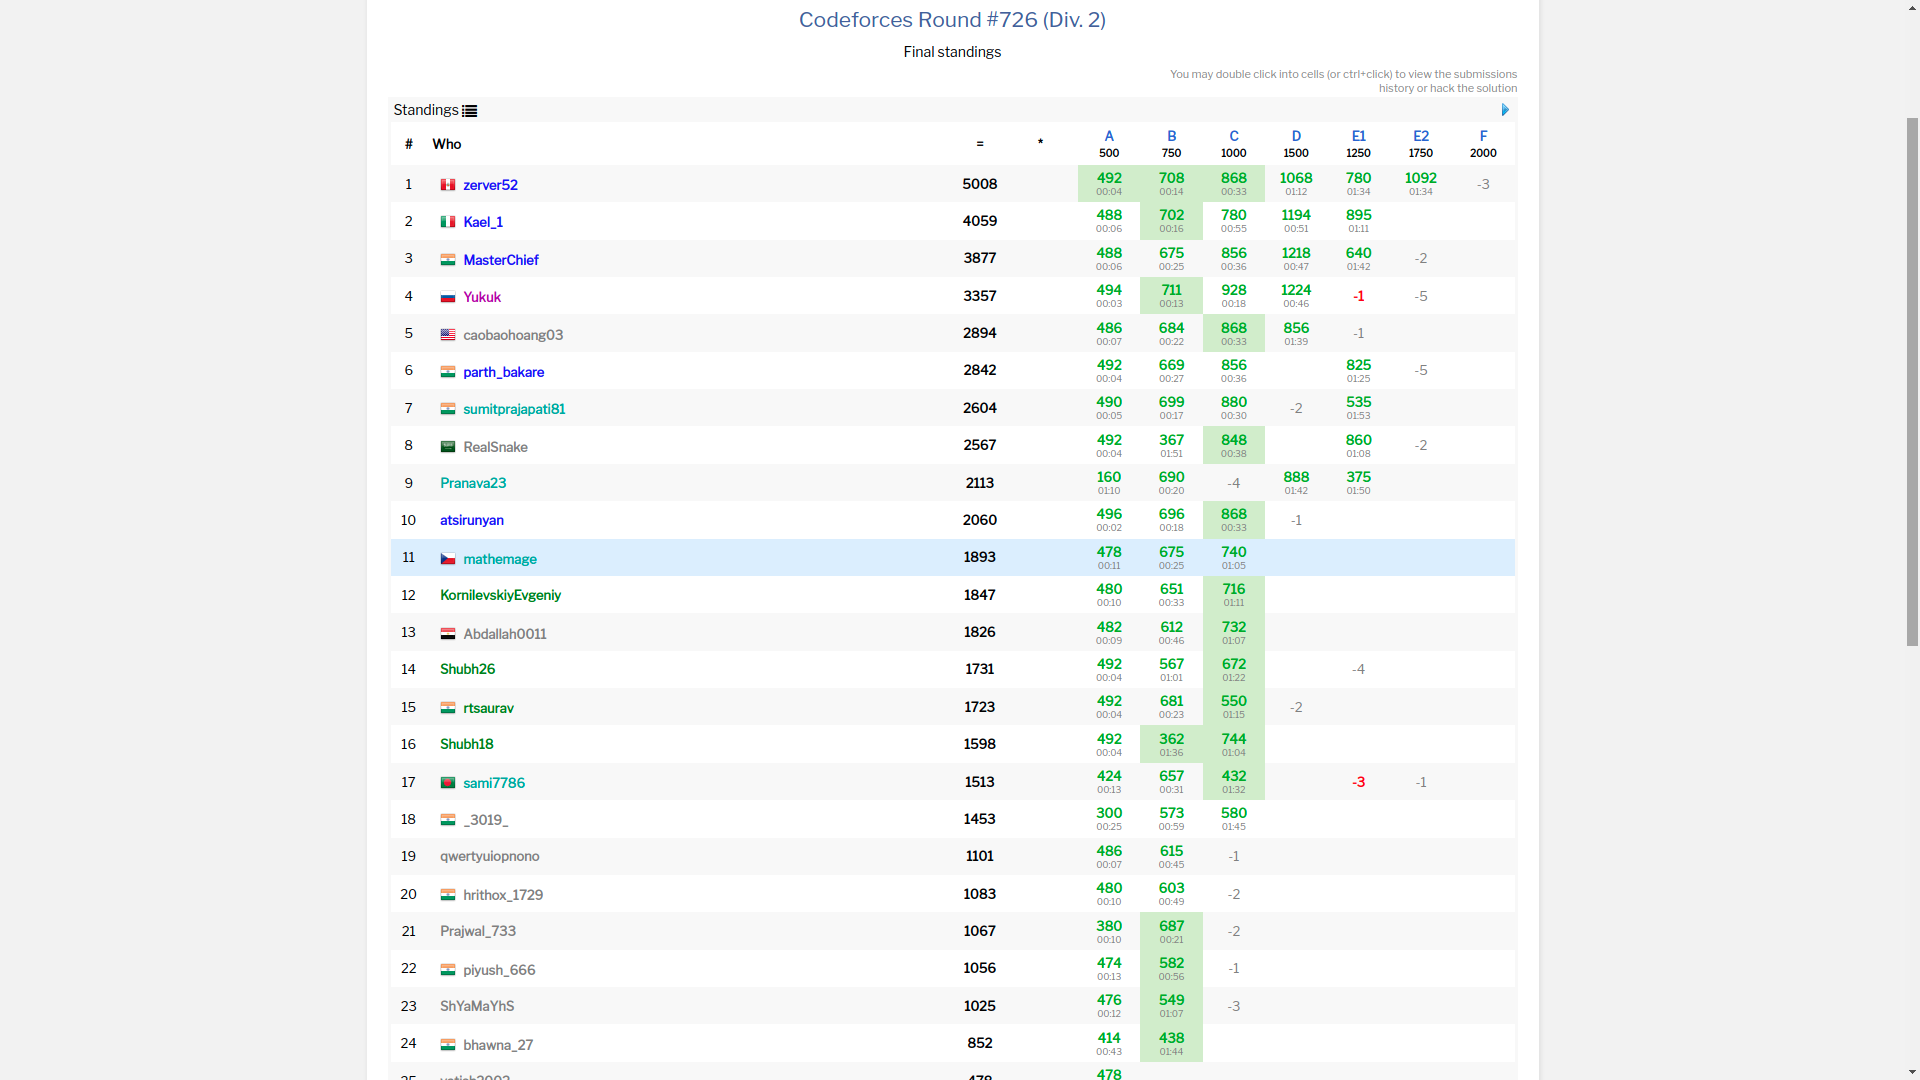 Codeforces Round #726 (Div. 2)
Final standings
You may double click into cells (or ctrl+click) to view the submissions
history or hack the solution
Standings
# Who = * A B C D E1 E2 F
500 750 1000 1500 1250 1750 2000
1 zerver52 5008 492 708 868 1068 780 1092 -3
00:04 00:14 00:33 01:12 01:34 01:34
2 Kael_1 4059 488 702 780 1194 895
00:06 00:16 00:55 00:51 01:11
3 MasterChief 3877 488 675 856 1218 640 -2
00:06 00:25 00:36 00:47 01:42
4 Yukuk 3357 494 711 928 1224 -1 -5
00:03 00:13 00:18 00:46
5 caobaohoang03 2894 486 684 868 856 -1
00:07 00:22 00:33 01:39
6 parth_bakare 2842 492 669 856 825 -5
00:04 00:27 00:36 01:25
7 sumitprajapati81 2604 490 699 880 -2 535
00:05 00:17 00:30 01:53
8 RealSnake 2567 492 367 848 860 -2
00:04 01:51 00:38 01:08
9 Pranava23 2113 160 690 -4 888 375
01:10 00:20 01:42 01:50
10 atsirunyan 2060 496 696 868 -1
00:02 00:18 00:33
11 mathemage 1893 478 675 740
00:11 00:25 01:05
12 KornilevskiyEvgeniy 1847 480 651 716
00:10 00:33 01:11
13 Abdallah0011 1826 482 612 732
00:09 00:46 01:07
14 Shubh26 1731 492 567 672 -4
00:04 01:01 01:22
15 rtsaurav 1723 492 681 550 -2
00:04 00:23 01:15
16 Shubh18 1598 492 362 744
00:04 01:36 01:04
17 sami7786 1513 424 657 432 -3 -1
00:13 00:31 01:32
18 _3019_ 1453 300 573 580
00:25 00:59 01:45
19 qwertyuiopnono 1101 486 615 -1
00:07 00:45
20 hrithox_1729 1083 480 603 -2
00:10 00:49
21 Prajwal_733 1067 380 687 -2
00:10 00:21
22 piyush_666 1056 474 582 -1
00:13 00:56
23 ShYaMaYhS 1025 476 549 -3
00:12 01:07
24 bhawna_27 852 414 438
00:43 01:44
25 478 478